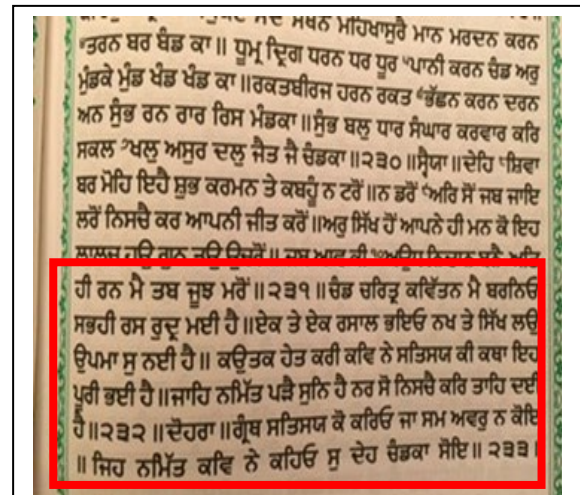 ਤਰਨ ਬਰ ਬੰਡ ਕਾ॥ ਧੂਮ੍ਰ ਦ੍ਰਿਗ ਧਰਨ ਧਰ ਧੂਰ ਪਾਨੀ ਕਰਨ ਚੰਡ ਅਰੁ
ਮੁੰਡਕੇ ਮੁੰਡ ਖੰਡ ਖੰਡ ਕਾ॥ਰਕਤਬੀਰਜ ਹਰਨ ਰਕਤ ਭੱਛਨ ਕਰਨ ਦਰਨ
ਅਨ ਸੁੰਭ ਰਨ ਰਾਰ ਰਿਸ ਮੰਡਕਾ॥ਸੁੰਭ ਬਲੁ ਧਾਰ ਸੰਘਾਰ ਕਰਵਾਰ ਕਰਿ
ਸਕਲ ਖਲੁ ਅਸੁਰ ਦਲੁ ਜੈਤ ਜੈ ਚੰਡਕਾ॥੨੩੦॥ਸ੍ਵੈਯਾ॥ਦੇਹਿ ਸ਼ਿਵਾ
ਬਰ ਮੋਹਿ ਇਹੈ ਸ਼ੁਭ ਕਰਮਨ ਤੇ ਕਬਹੂੰ ਨ ਟਰੋਂ॥ਨ ਡਰੋਂ ਅਰਿ ਸੋਂ ਜਬ ਜਾਇ
ਲਰੋਂ ਨਿਸਚੈ ਕਰ ਆਪਨੀ ਜੀਤ ਕਰੋਂ॥ਅਰੁ ਸਿੱਖ ਹੋਂ ਆਪਨੇ ਹੀ ਮਨ ਕੋ ਇਹ
ਹੀ ਰਨ ਮੈ ਤਬ ਜੂਝ ਮਰੋਂ॥੨੩੧॥ਚੰਡ ਚਰਿਤ੍ਰ ਕਵਿੱਤਨ ਮੈ ਬਰਨਿਓ
ਸਭਹੀ ਰਸ ਰੁਦ੍ਰ ਮਈ ਹੈ॥ਏਕ ਤੇ ਏਕ ਰਸਾਲ ਭਇਓ ਨਖ ਤੇ ਸਿੱਖ ਲਉ
ਉਪਮਾ ਸੁ ਨਈ ਹੈ॥ ਕਉਤਕ ਹੇਤ ਕਰੀ ਕਵਿ ਨੇ ਸਤਿਸਯ ਕੀ ਕਥਾ ਇਹ
ਪੂਰੀ ਭਈ ਹੈ॥ਜਾਹਿ ਨਮਿੱਤ ਪੜੈ ਸੁਨਿ ਹੈ ਨਰ ਸੋ ਨਿਸਚੈ ਕਰਿ ਤਾਹਿ ਦਈ
ਹੈ॥੨੩੨॥ਦੋਹਰਾ॥ਗ੍ਰੰਥ ਸਤਿਸਯ ਕੋ ਕਰਿਓ ਜਾ ਸਮ ਅਵਰੁ ਨ ਕੋਇ
॥ ਜਿਹ ਨਮਿੱਤ ਕਵਿ ਨੇ ਕਹਿਓ ਸੁ ਦੇਹ ਚੰਡਕਾ ਸੋਇ॥ ੨੩੩।